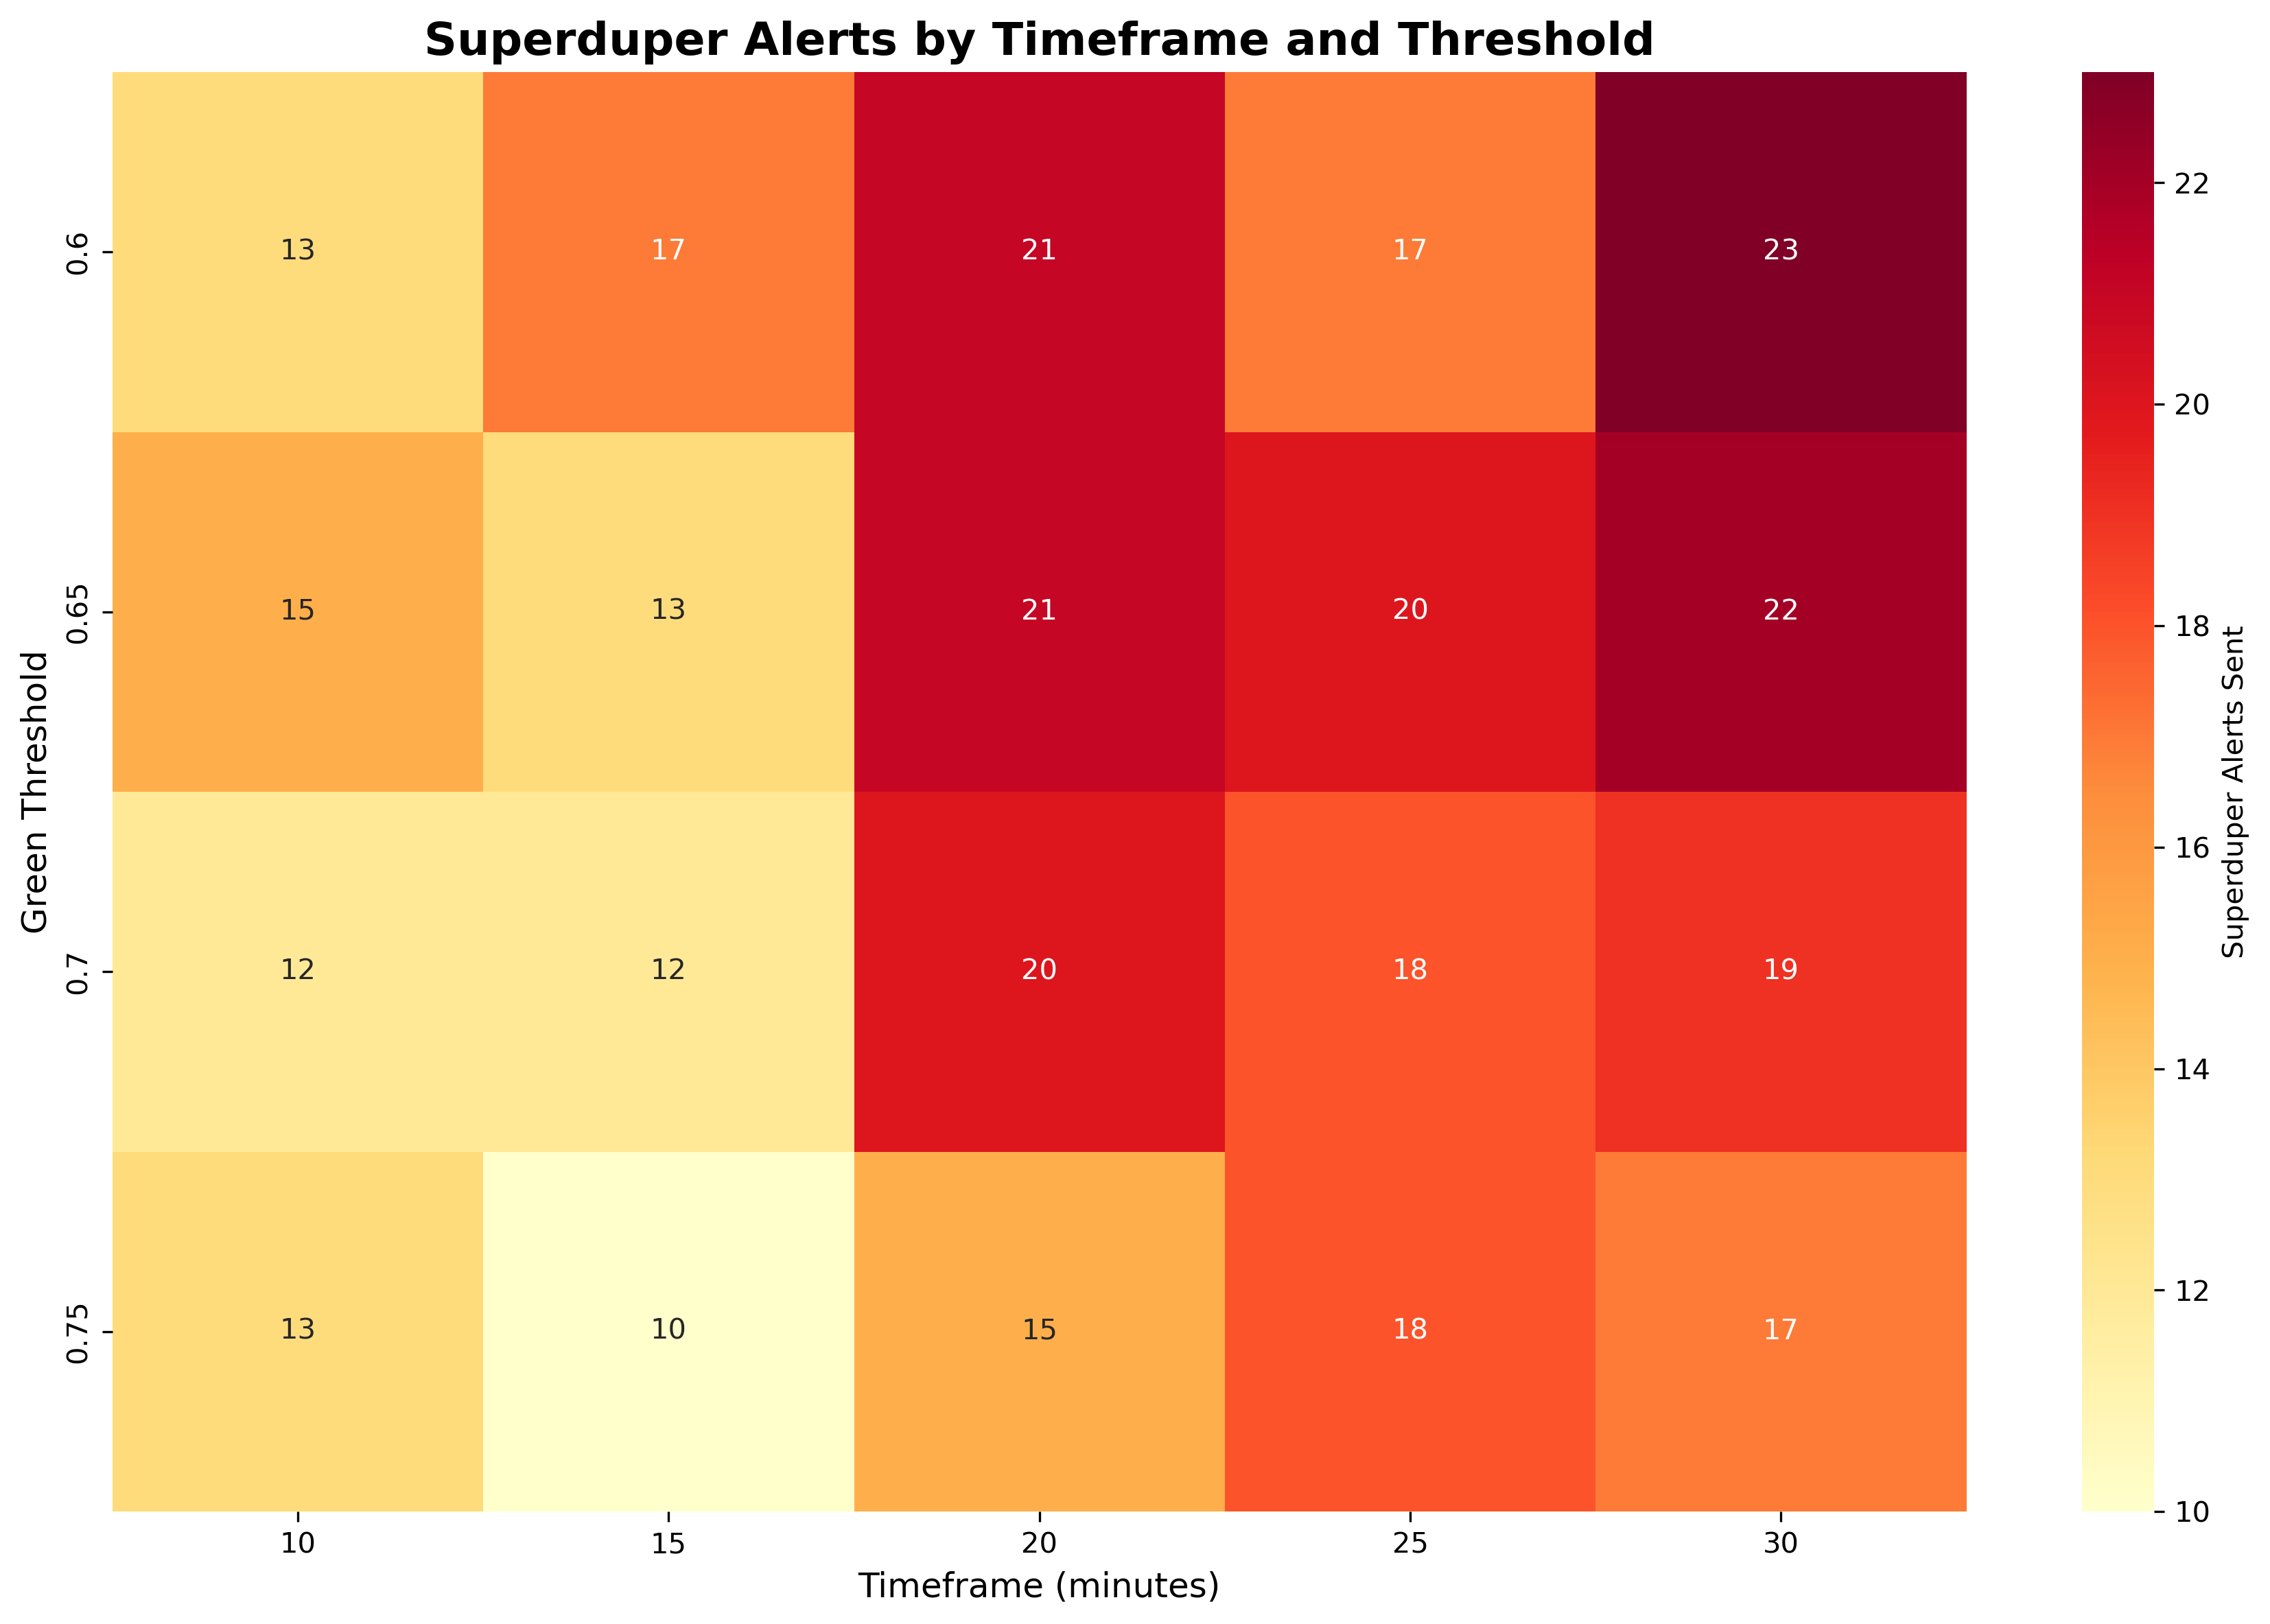 Superduper Alerts by Timeframe and Threshold
Green Threshold
0.6
13 17 21 17 23
0.65
15 13 21 20 22
0.7
12 12 20 18 19
0.75
13 10 15 18 17
10 15 20 25 30
Timeframe (minutes)
22
20
18
16
14
12
10
Superduper Alerts Sent